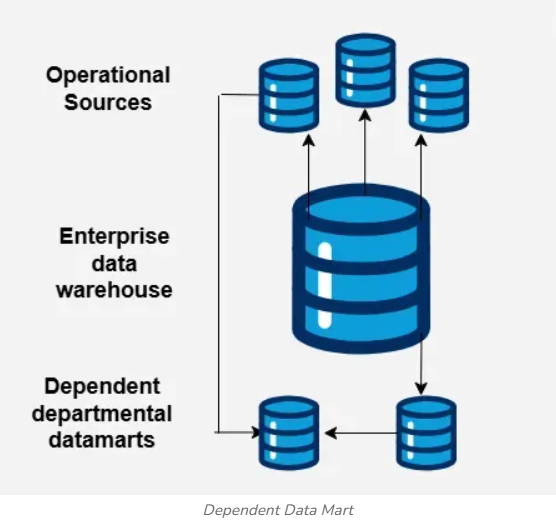 Operational
Sources
Enterprise
data
warehouse
Dependent
departmental
datamarts
Dependent Data Mart